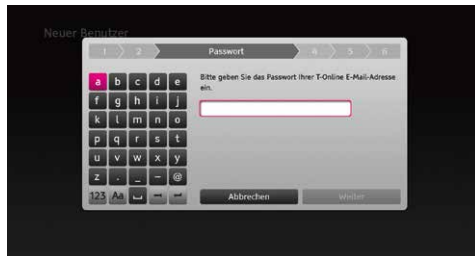 Neuer Benutzer
1 2 Passwort 4 5 6
a b c d e
f g h i j
k l m n o
p q r s t
u v w x y
z . _ - @
123 Aa
Bitte geben Sie das Passwort Ihrer T-Online E-Mail-Adresse
ein.
Abbrechen Weiter